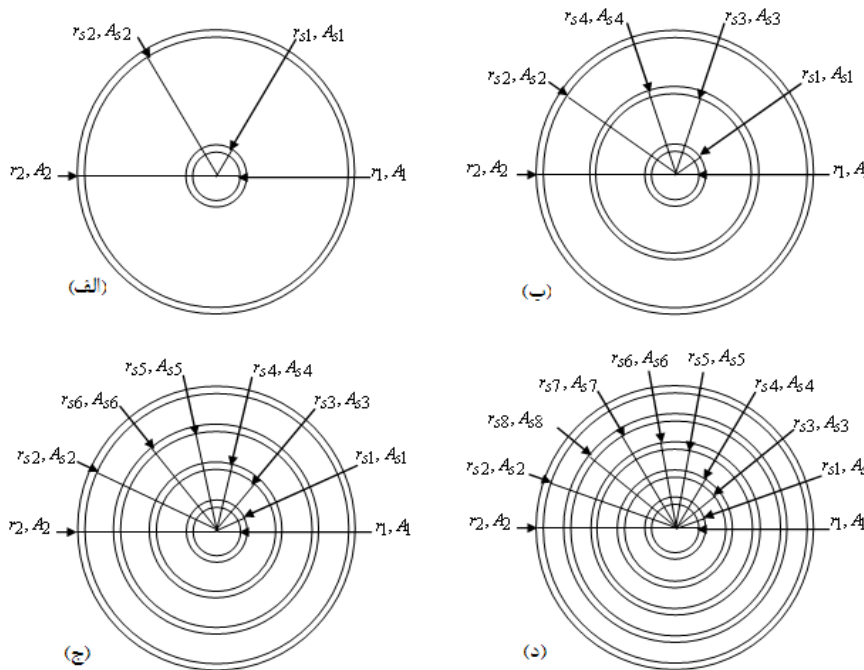 rs2, As2
rs1, As1
r2, A2
r1, A1
(الف)
rs4, As4
rs3, As3
rs2, As2
rs1, As1
r2, A2
r1, A
(ب)
rs5, As5
rs4, As4
rs6, As6
rs3, As3
rs2, As2
rs1, As1
r2, A2
r1, A1
(ج)
rs6, As6
rs5, As5
rs7, As7
rs4, As4
rs8, As8
rs3, As3
rs2, As2
rs1, As
r2, A2
r1, A1
(د)